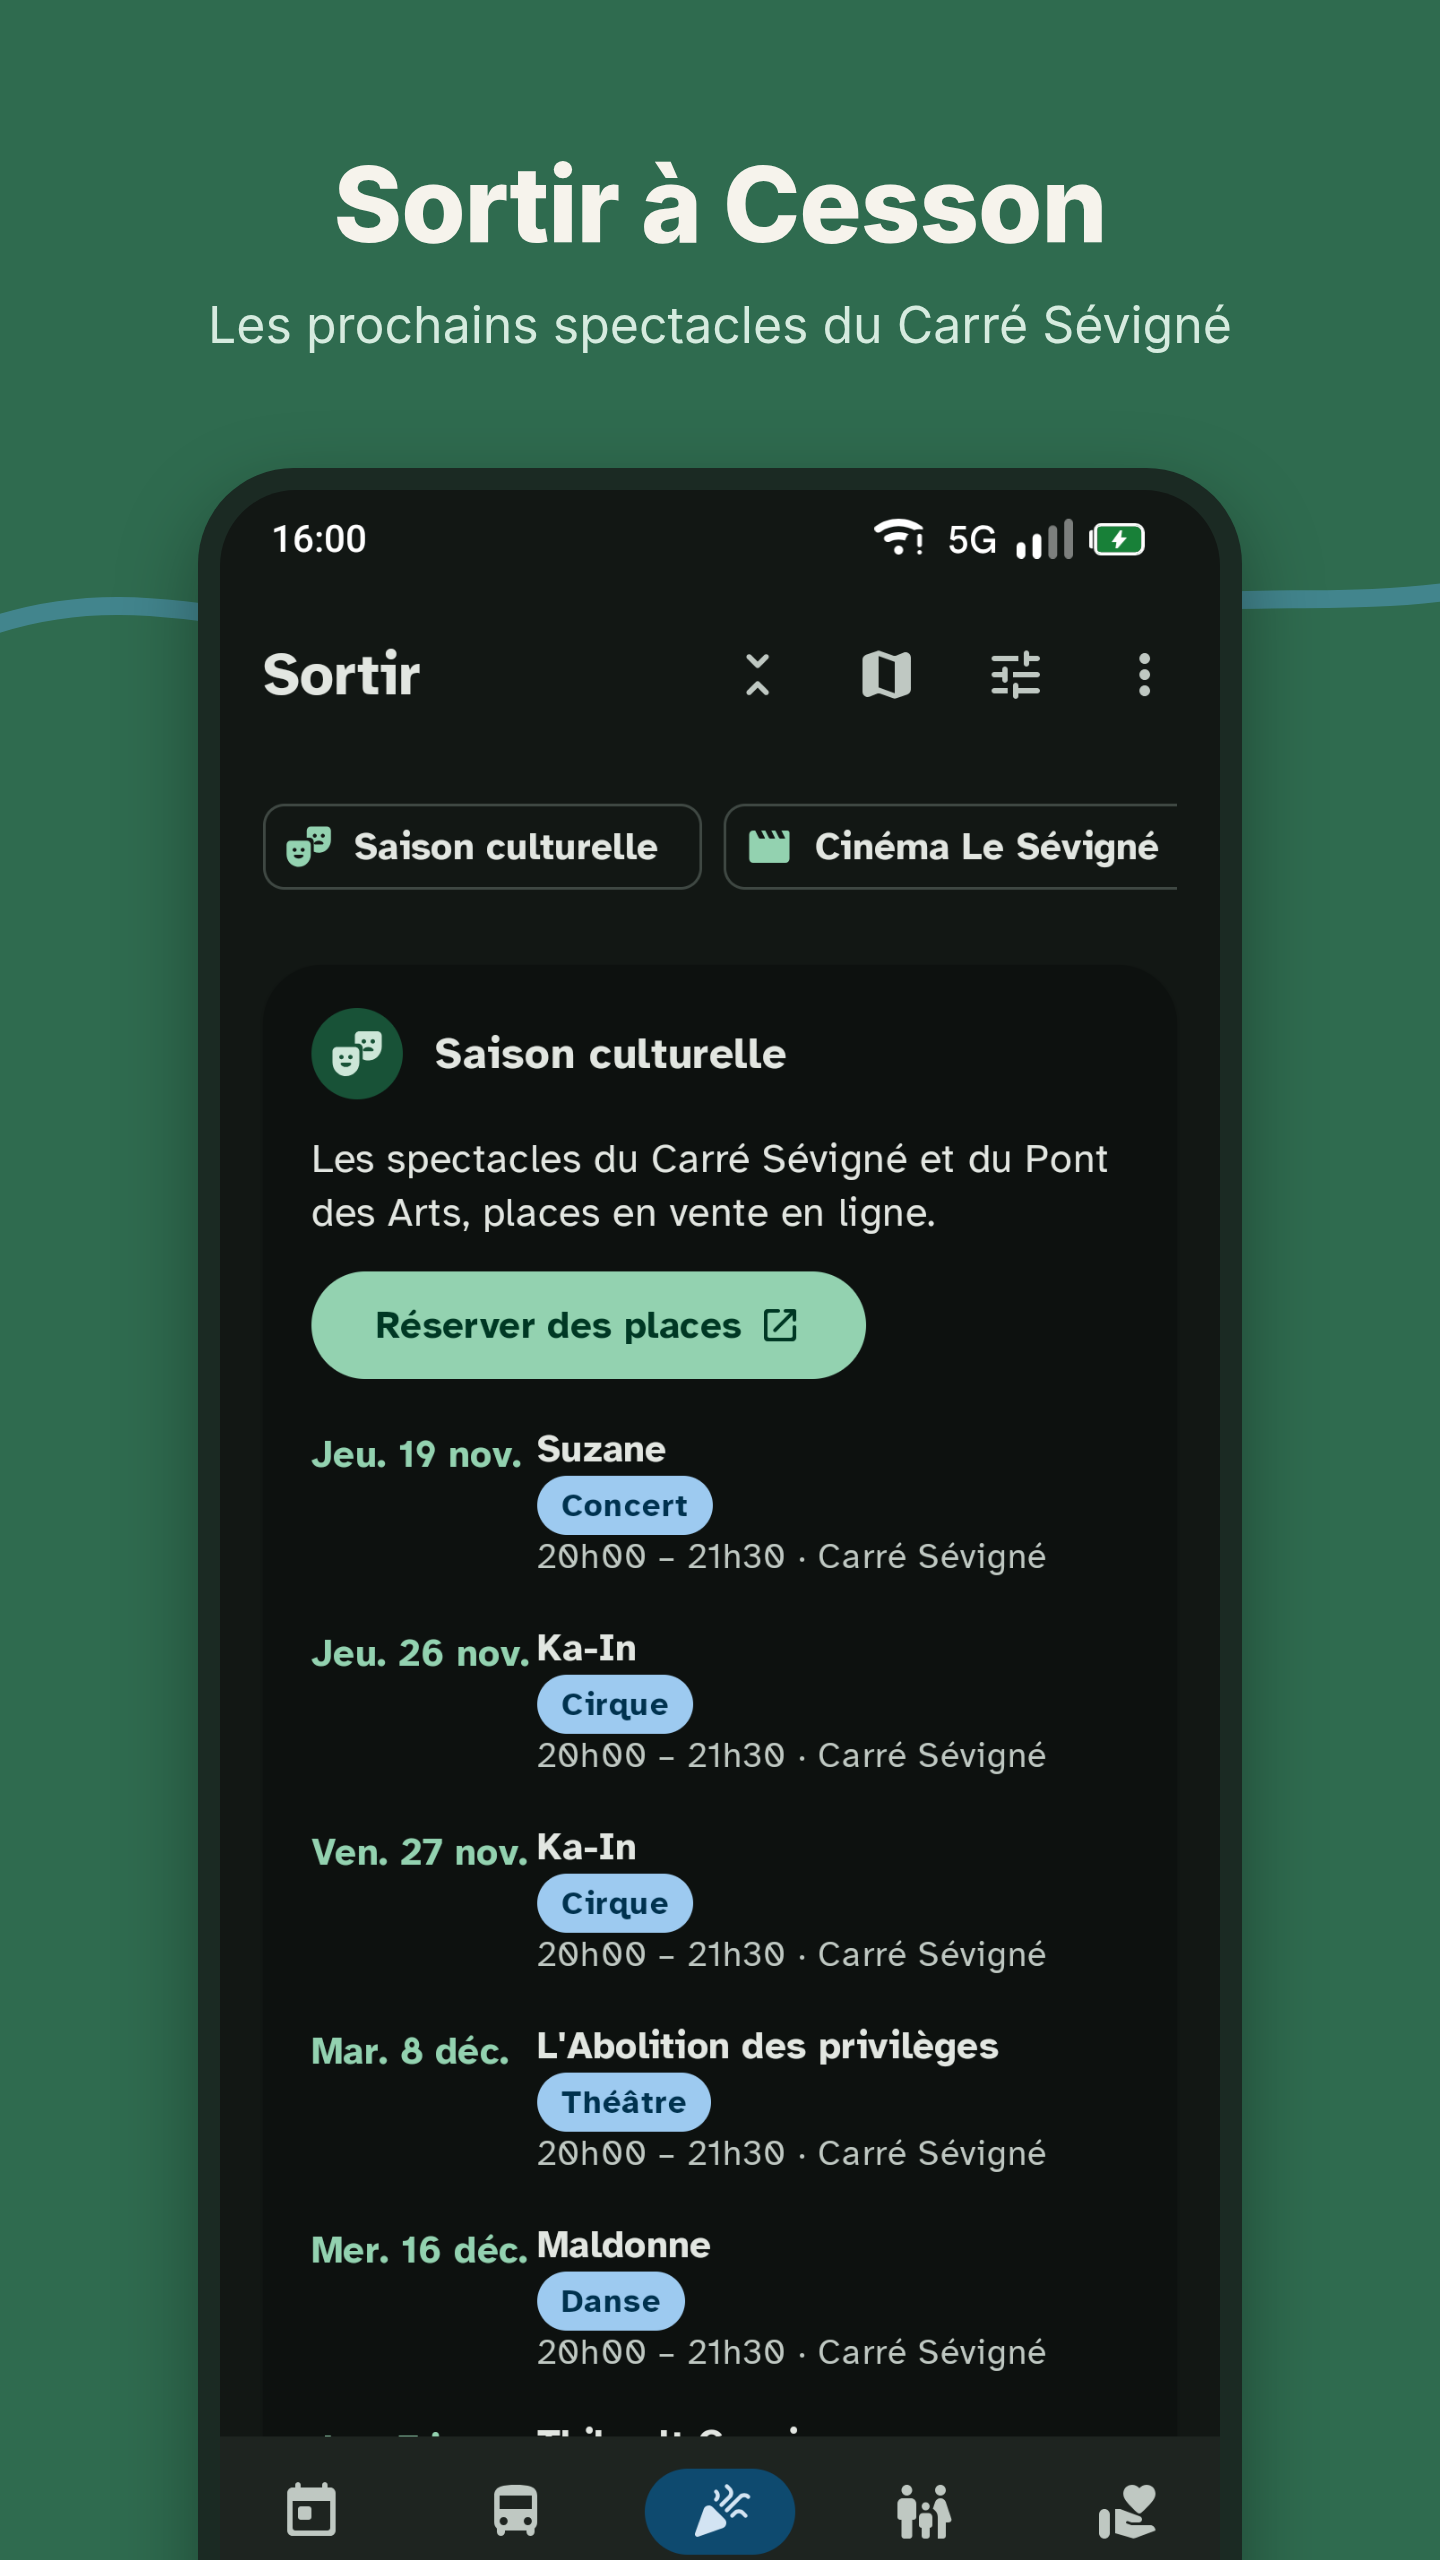 Sortir à Cesson
Les prochains spectacles du Carré Sévigné
16:00 5G
Sortir
Saison culturelle
Cinéma Le Sévigné
Saison culturelle
Les spectacles du Carré Sévigné et du Pont
des Arts, places en vente en ligne.
Réserver des places
Jeu. 19 nov. Suzane
Concert
20h00 – 21h30 · Carré Sévigné
Jeu. 26 nov. Ka-In
Cirque
20h00 – 21h30 · Carré Sévigné
Ven. 27 nov. Ka-In
Cirque
20h00 – 21h30 · Carré Sévigné
Mar. 8 déc. L'Abolition des privilèges
Théâtre
20h00 – 21h30 · Carré Sévigné
Mer. 16 déc. Maldonne
Danse
20h00 – 21h30 · Carré Sévigné